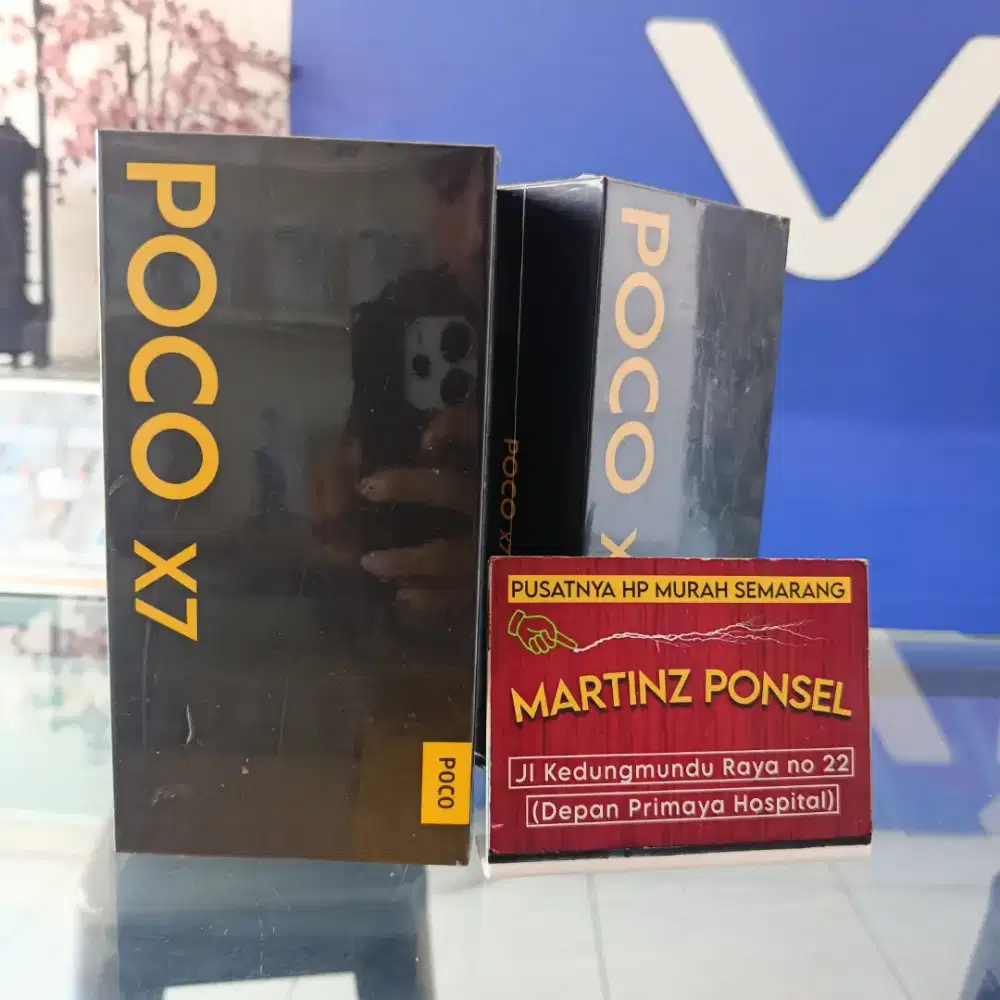 POCO X7
POCO
POCO X
POCO X7
PUSATNYA HP MURAH SEMARANG
MARTINZ PONSEL
Jl Kedungmundu Raya no 22
(Depan Primaya Hospital)